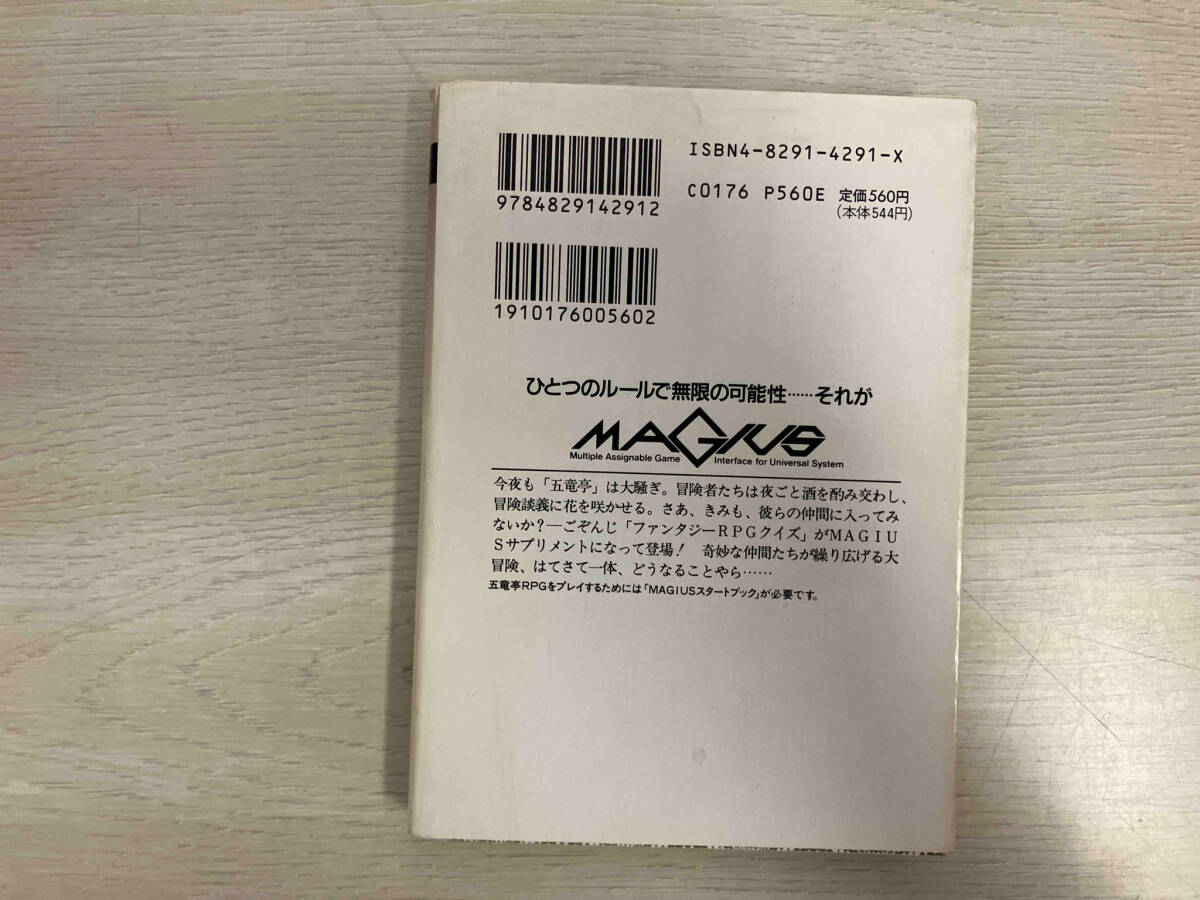 ISBN4-8291-4291-X
9784829142912
C0176 P560E 定価560円
(本体544円)
1910176005602
ひとつのルールで無限の可能性……それが
MAGIUS
Multiple Assignable Game Interface for Universal System
今夜も「五竜亭」は大騒ぎ。冒険者たちは夜ごと酒を酌み交わし、
冒険談義に花を咲かせる。さあ、きみも、彼らの仲間に入ってみ
ないか？―ごぞんじ「ファンタジーRPGクイズ」がMAGIU
Sサプリメントになって登場！ 奇妙な仲間たちが繰り広げる大
冒険、はてさて一体、どうなることやら……
五竜亭RPGをプレイするためには「MAGIUSスタートブック」が必要です。